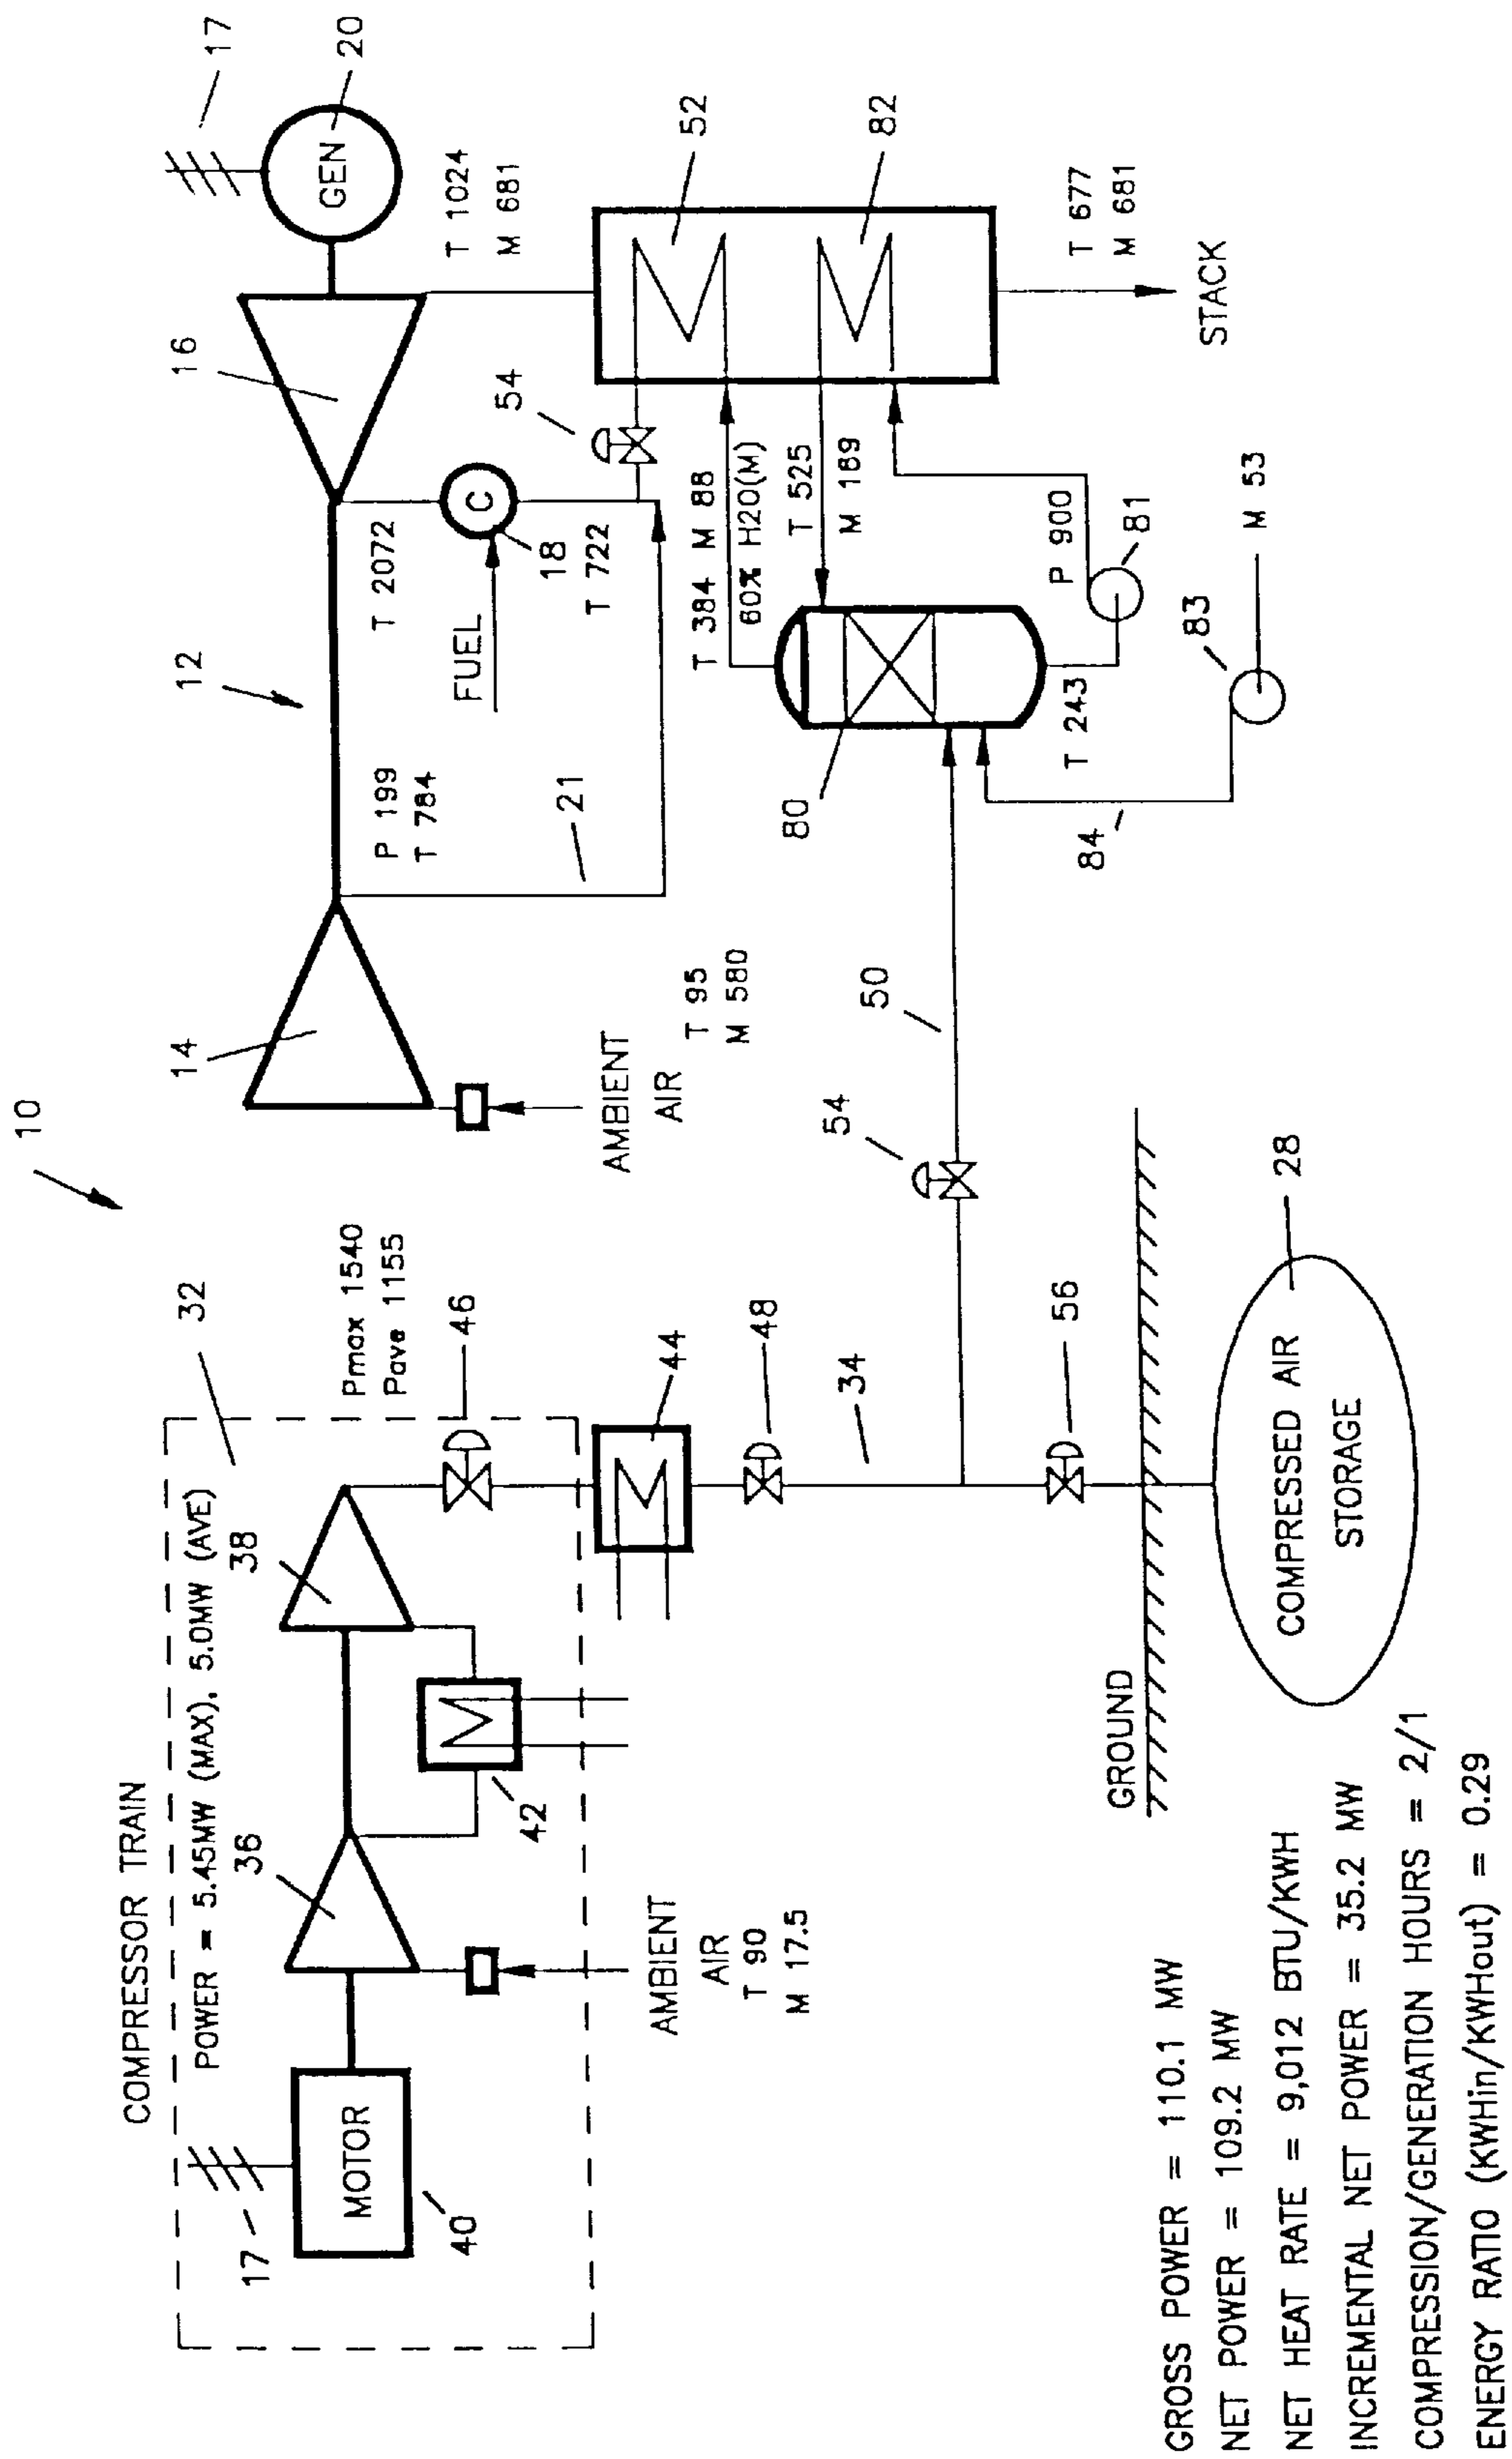 10
COMPRESSOR TRAIN
POWER = 5.45MW (MAX), 5.0MW (AVE)
32
17
MOTOR
40
36
38
42
Pmax 1540
Pave 1155
46
44
48
34
56
AMBIENT
AIR
T 90
M 17.5
GROUND
COMPRESSED AIR
STORAGE
28
54
50
12
14
AMBIENT
AIR
T 95
M 580
P 199
T 784
21
16
T 2072
C
18
FUEL
T 722
17
GEN
20
T 1024
M 681
54
52
82
T 384 M 88
60% H2O(M)
T 525
M 189
T 677
M 681
STACK
80
T 243
P 900
81
83
84
M 53
GROSS POWER = 110.1 MW
NET POWER = 109.2 MW
NET HEAT RATE = 9,012 BTU/KWH
INCREMENTAL NET POWER = 35.2 MW
COMPRESSION/GENERATION HOURS = 2/1
ENERGY RATIO (KWHin/KWHout) = 0.29